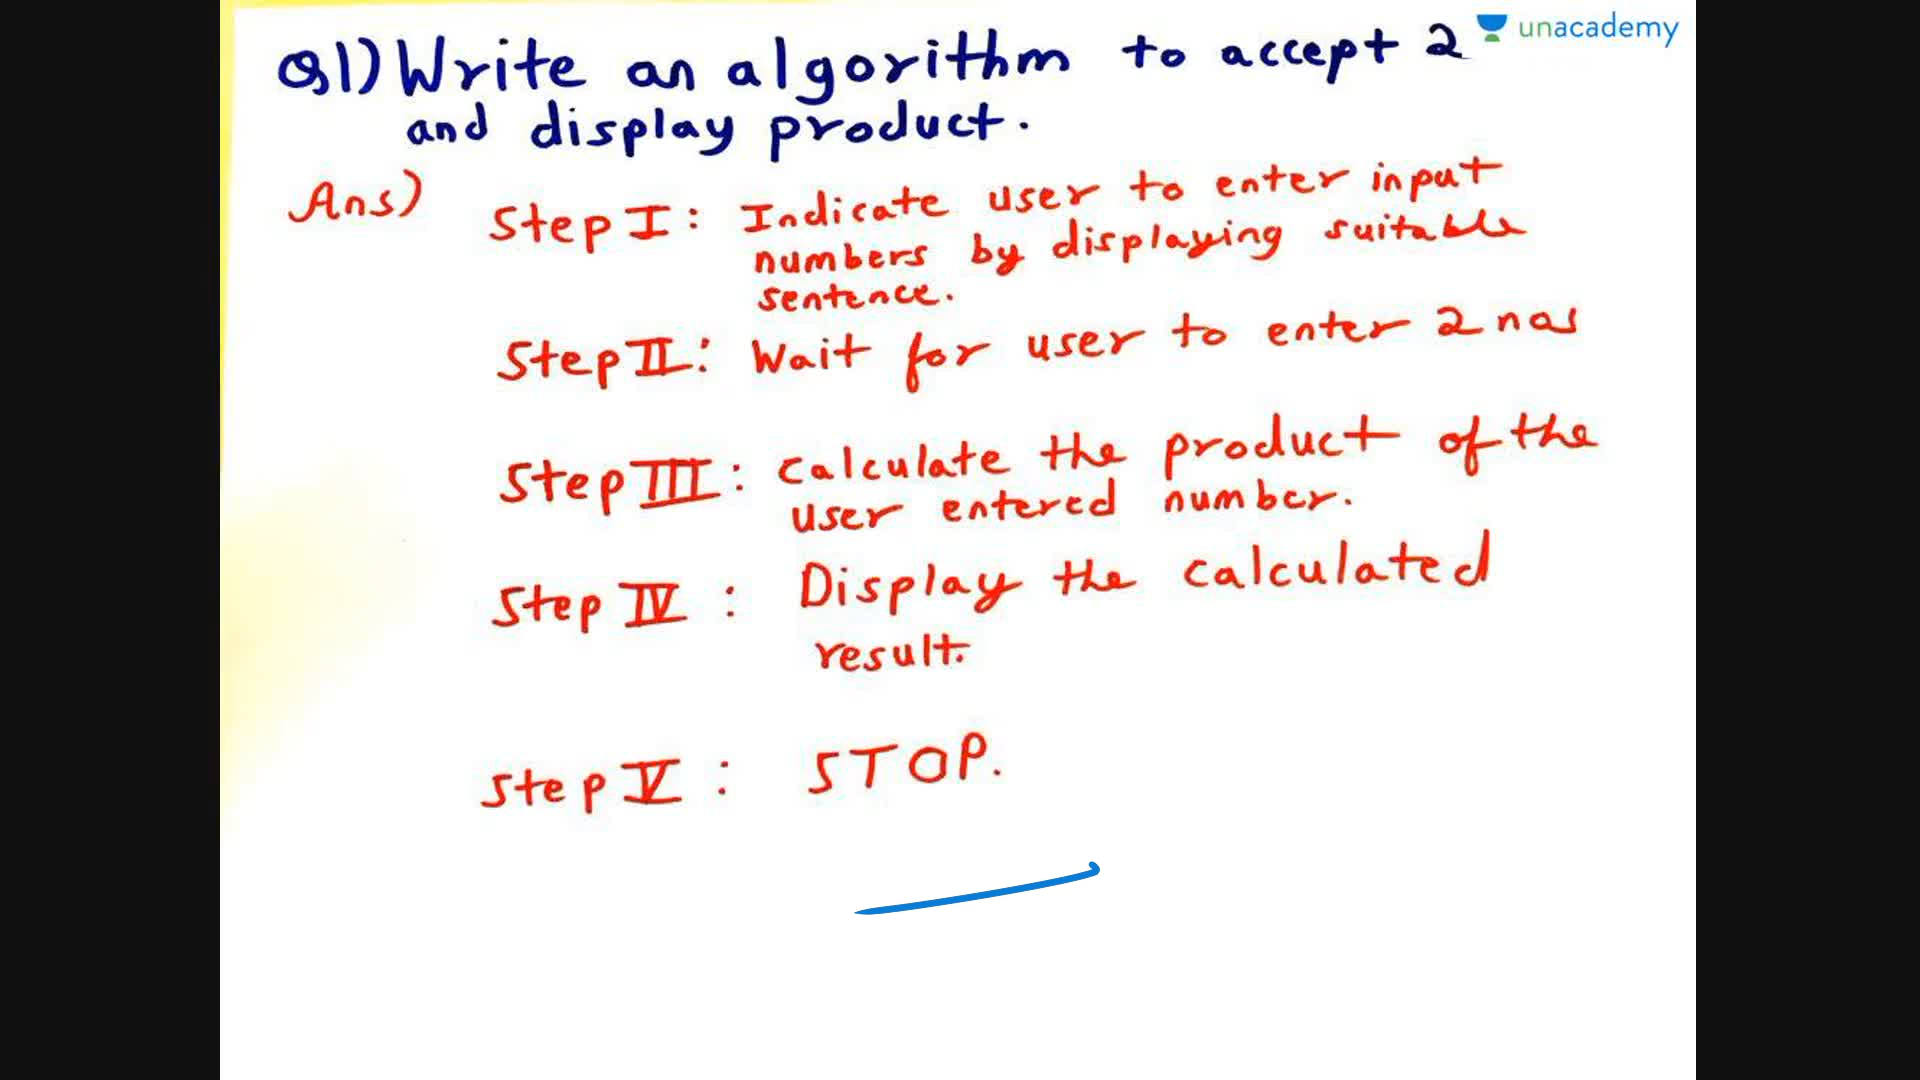 Q1) Write an algorithm to accept 2
unacademy
and display product.
Ans) Step I: Indicate user to enter input
numbers by displaying suitable
sentence.
Step II: Wait for user to enter 2 nos
Step III: Calculate the product of the
user entered number.
Step IV: Display the calculated
result.
Step V: STOP.